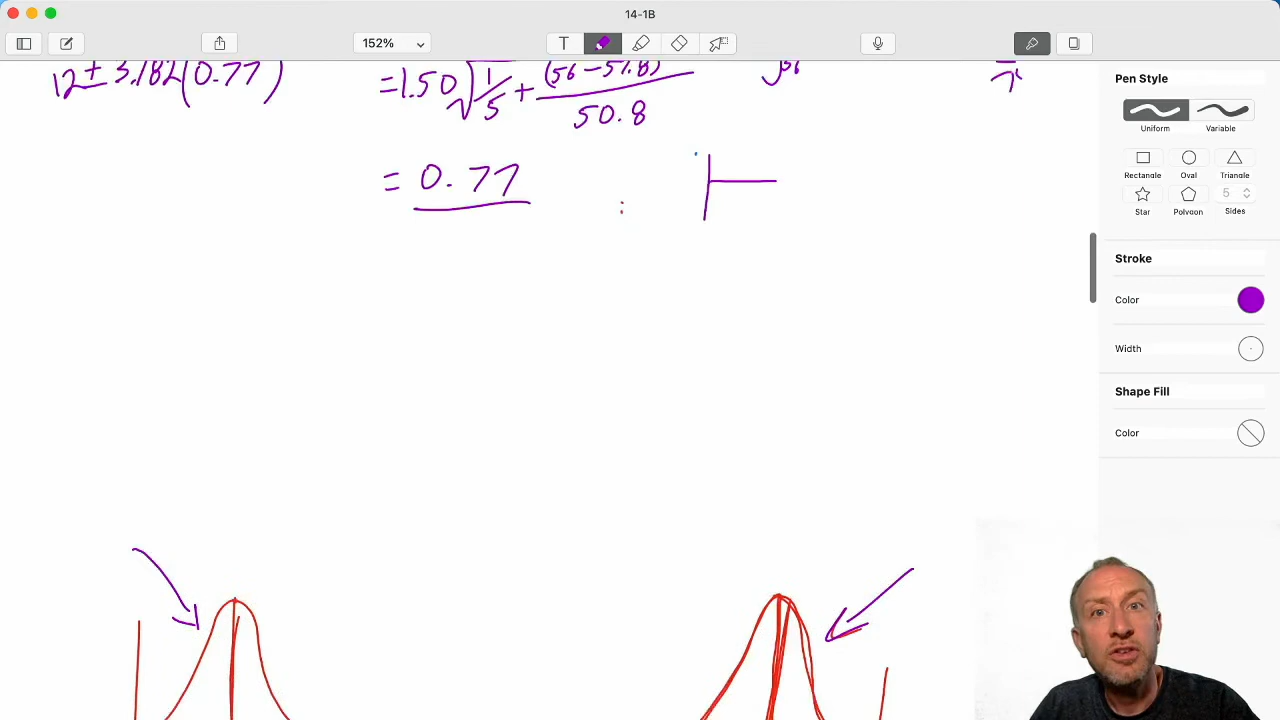 14-1B
152%
T
12 ± 3.182(0.77)
= 1.50 √ 1/5 + (56 – 51.8)
50.8
= 0.77
Pen Style
Uniform
Variable
Rectangle
Oval
Triangle
5
Star
Polygon
Sides
Stroke
Color
Width
Shape Fill
Color